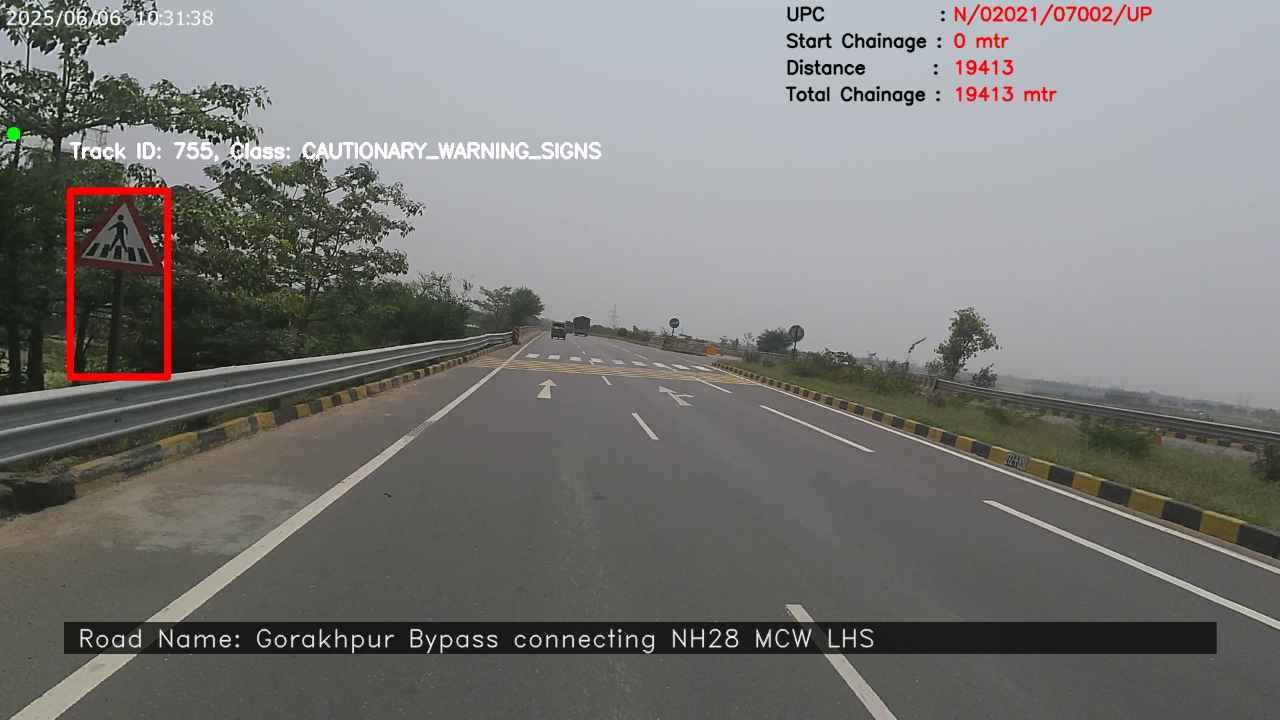 2025/06/06 10:31:38
UPC : N/02021/07002/UP
Start Chainage : 0 mtr
Distance : 19413
Total Chainage : 19413 mtr
Track ID: 755, Class: CAUTIONARY_WARNING_SIGNS
Road Name: Gorakhpur Bypass connecting NH28 MCW LHS